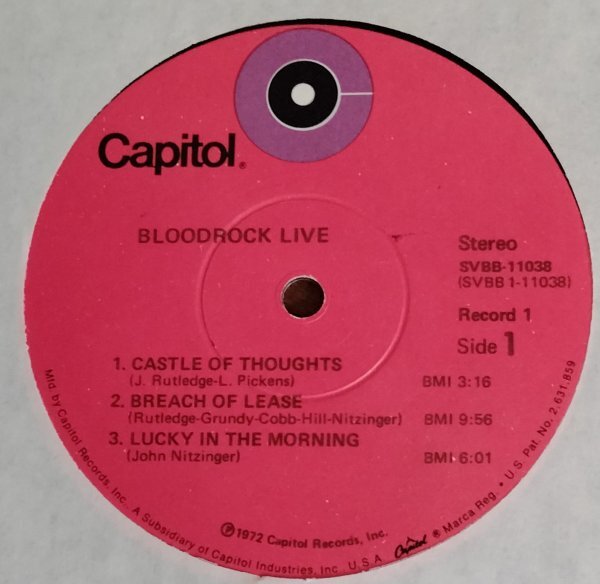 Capitol®
BLOODROCK LIVE
Stereo
SVBB-11038
(SVBB 1-11038)
Record 1
Side 1
1. CASTLE OF THOUGHTS
(J. Rutledge-L. Pickens) BMI 3:16
2. BREACH OF LEASE
(Rutledge-Grundy-Cobb-Hill-Nitzinger) BMI 9:56
3. LUCKY IN THE MORNING
(John Nitzinger) BMI 6:01
℗1972 Capitol Records, Inc.
Mfd. by Capitol Records, Inc. A Subsidiary of Capitol Industries, Inc. U.S.A. Capitol ® Marca Reg. • U.S. Pat. No. 2,631,859